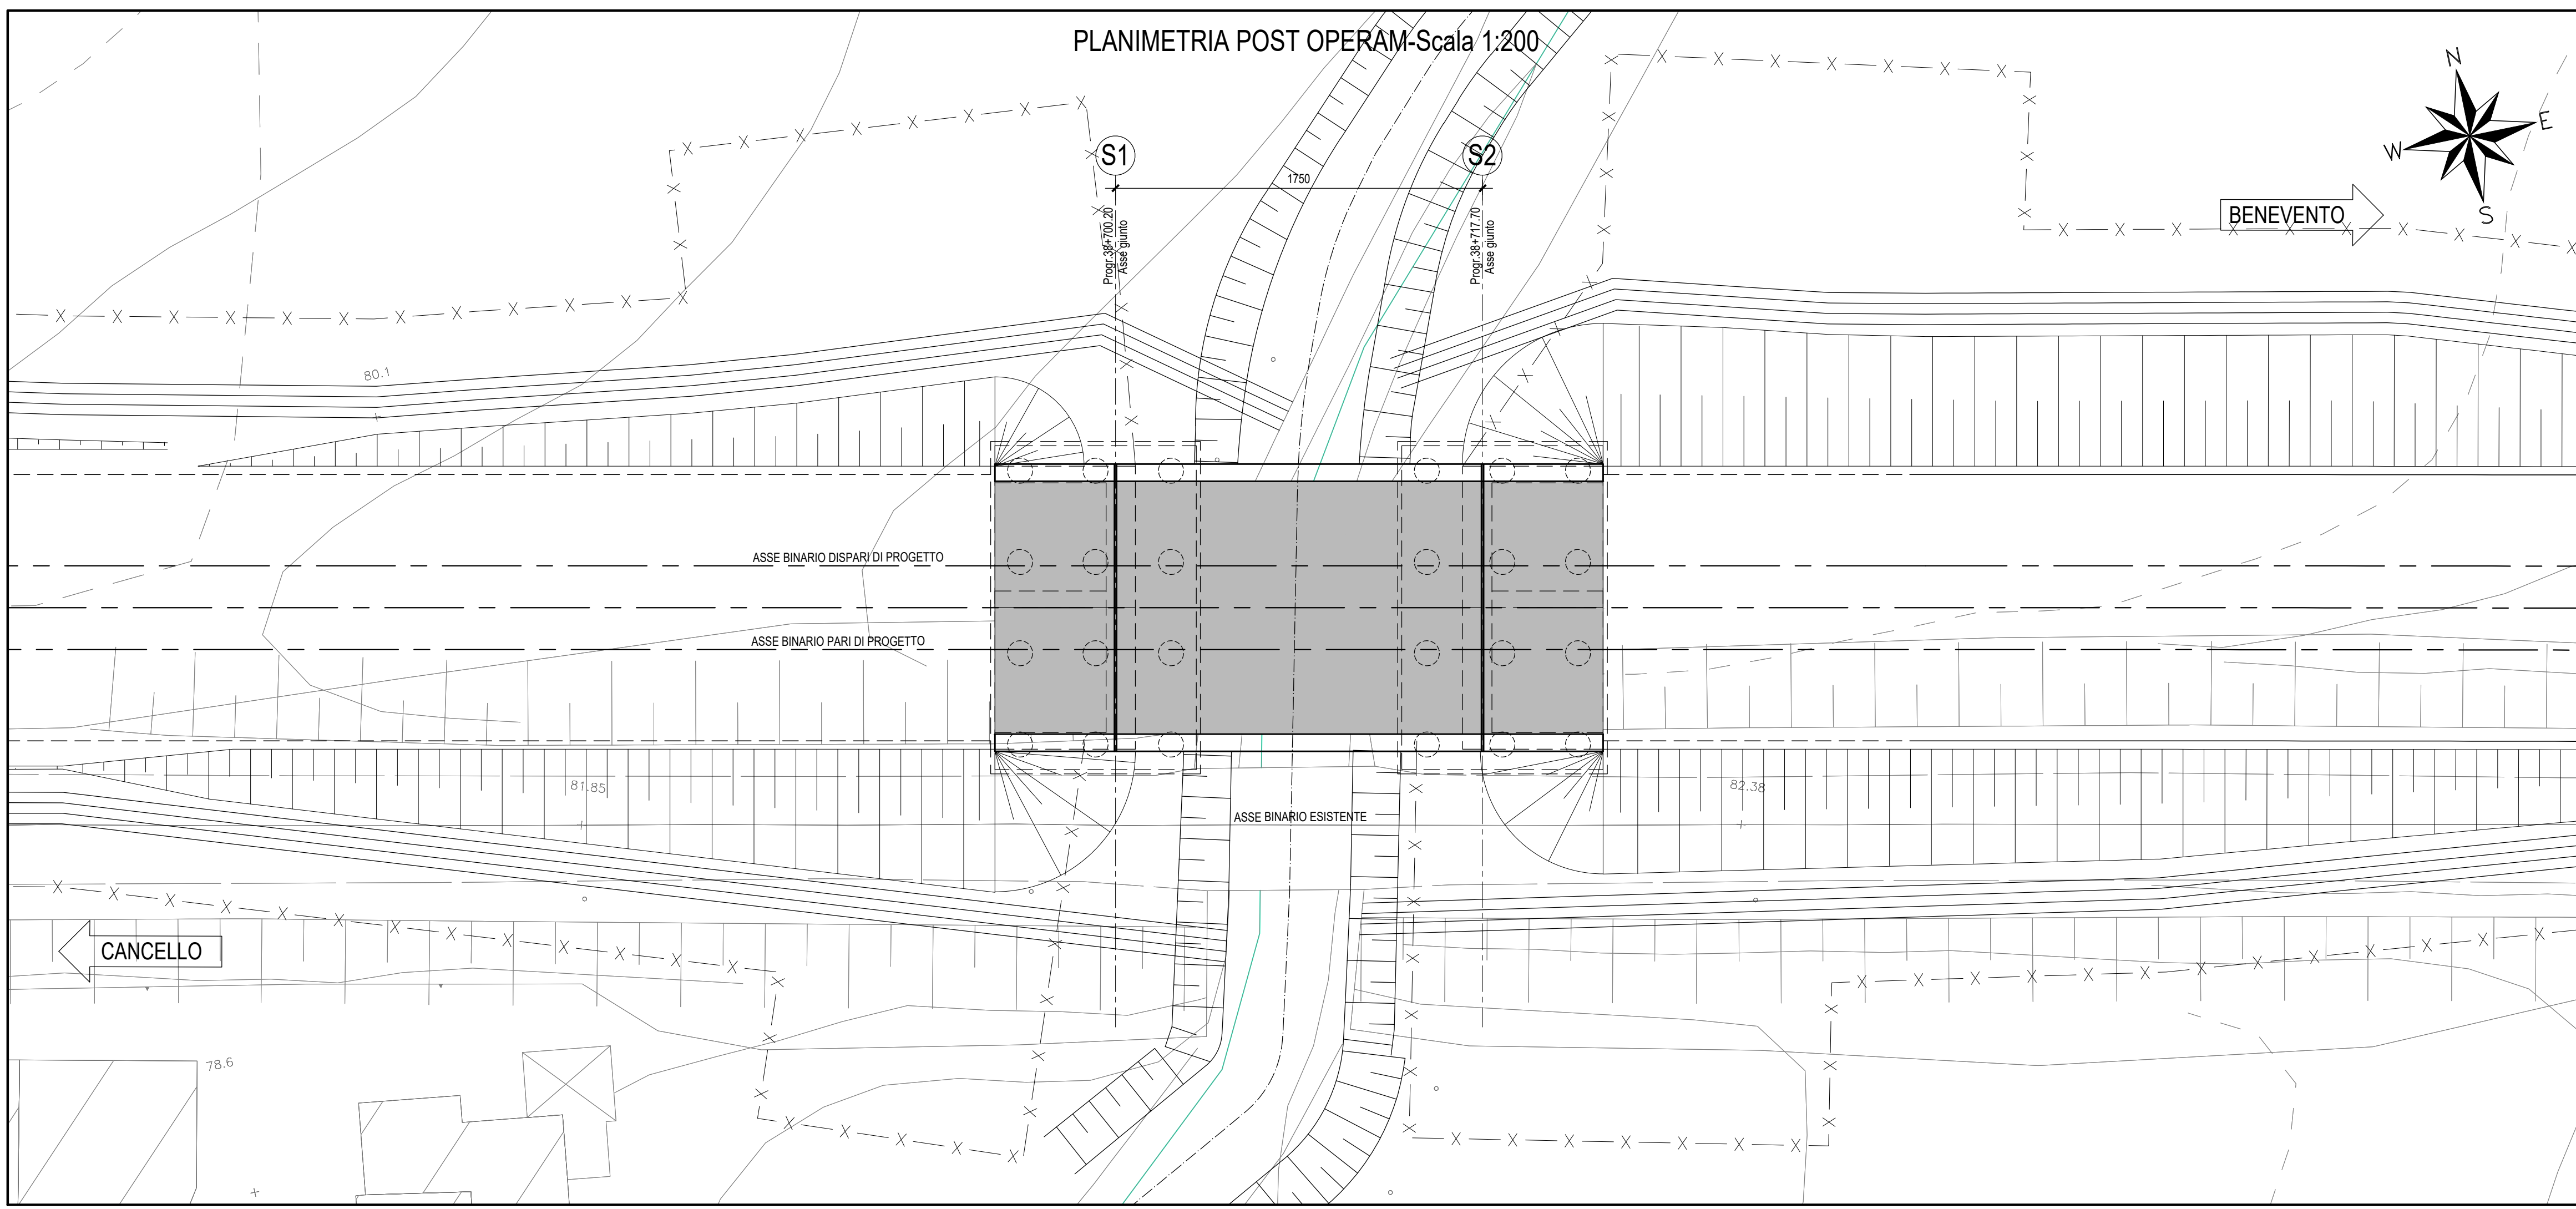 PLANIMETRIA POST OPERAM-Scala 1:200
N
E
W
S
S1
S2
1750
Progr.38+700.20
Asse giunto
Progr.38+717.70
Asse giunto
BENEVENTO
80.1
ASSE BINARIO DISPARI DI PROGETTO
ASSE BINARIO PARI DI PROGETTO
81.85
82.38
ASSE BINARIO ESISTENTE
CANCELLO
78.6